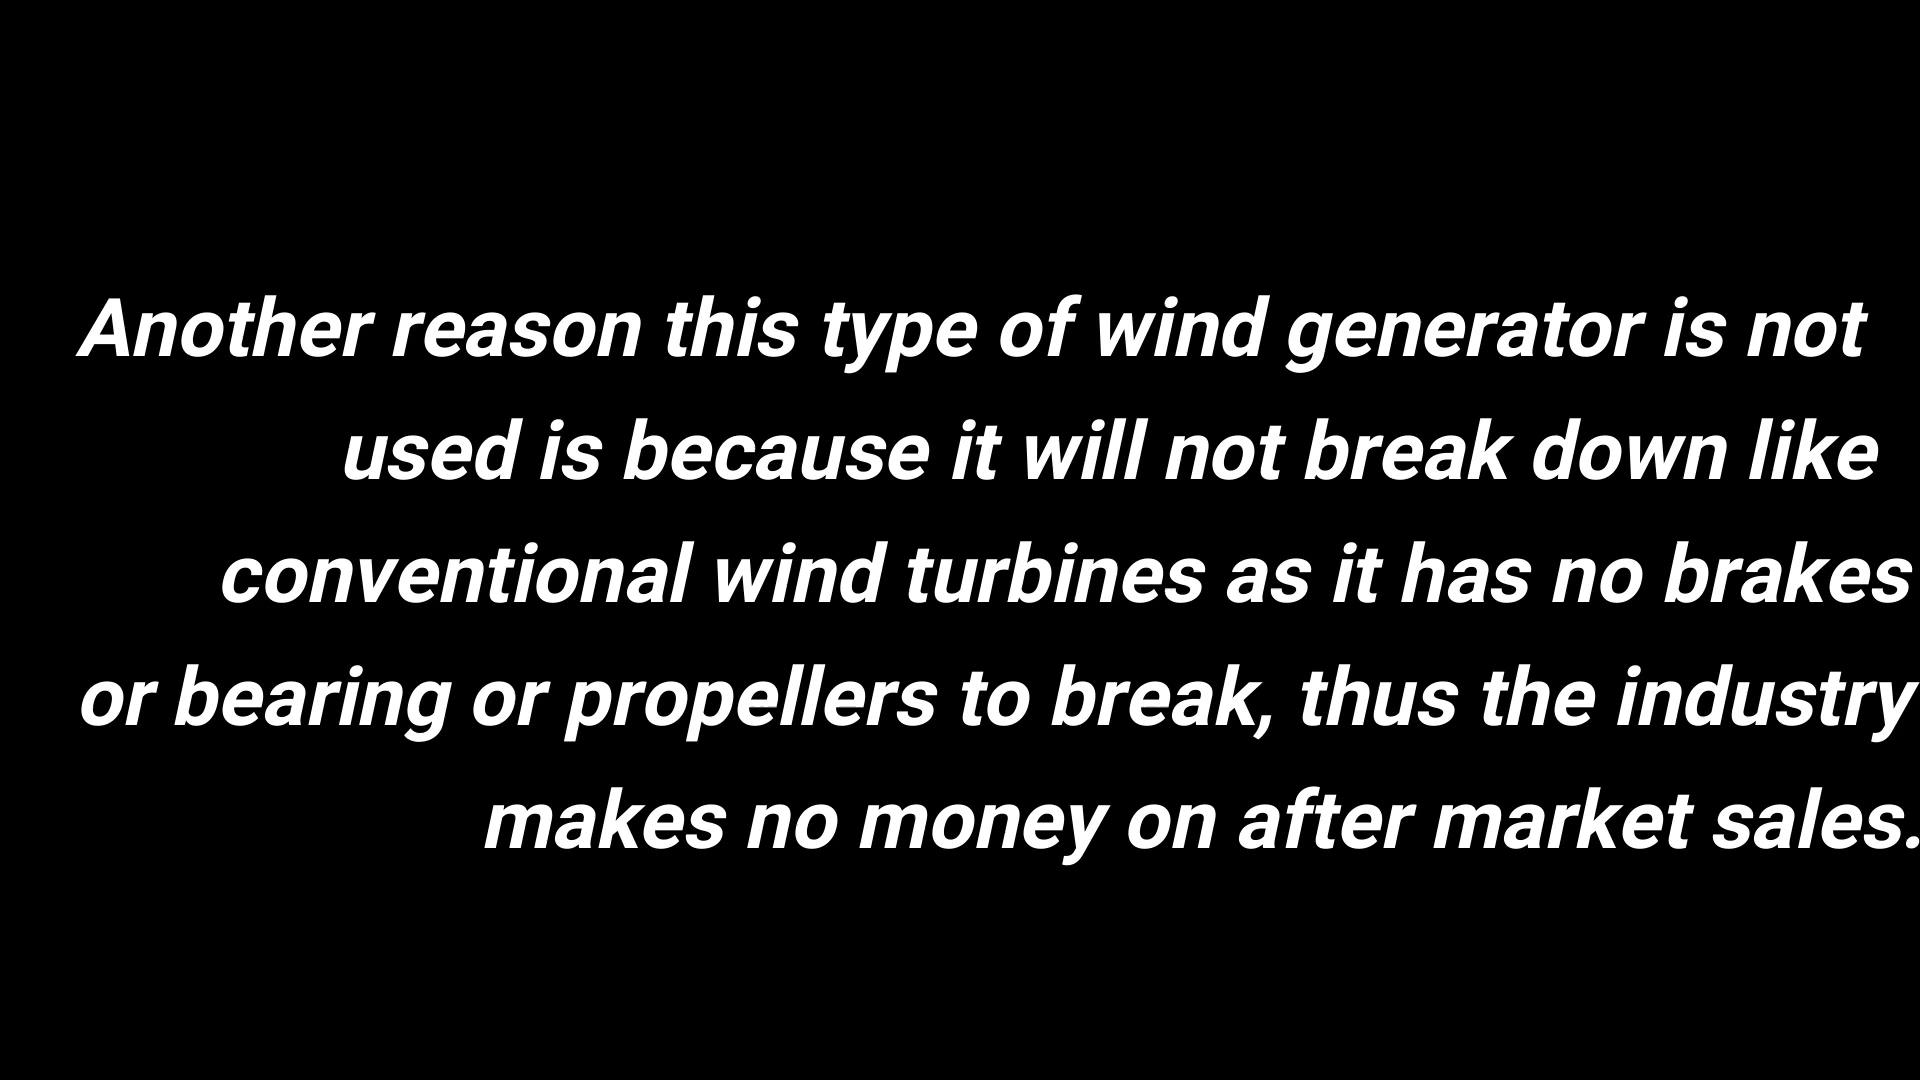 Another reason this type of wind generator is not
used is because it will not break down like
conventional wind turbines as it has no brakes
or bearing or propellers to break, thus the industry
makes no money on after market sales.